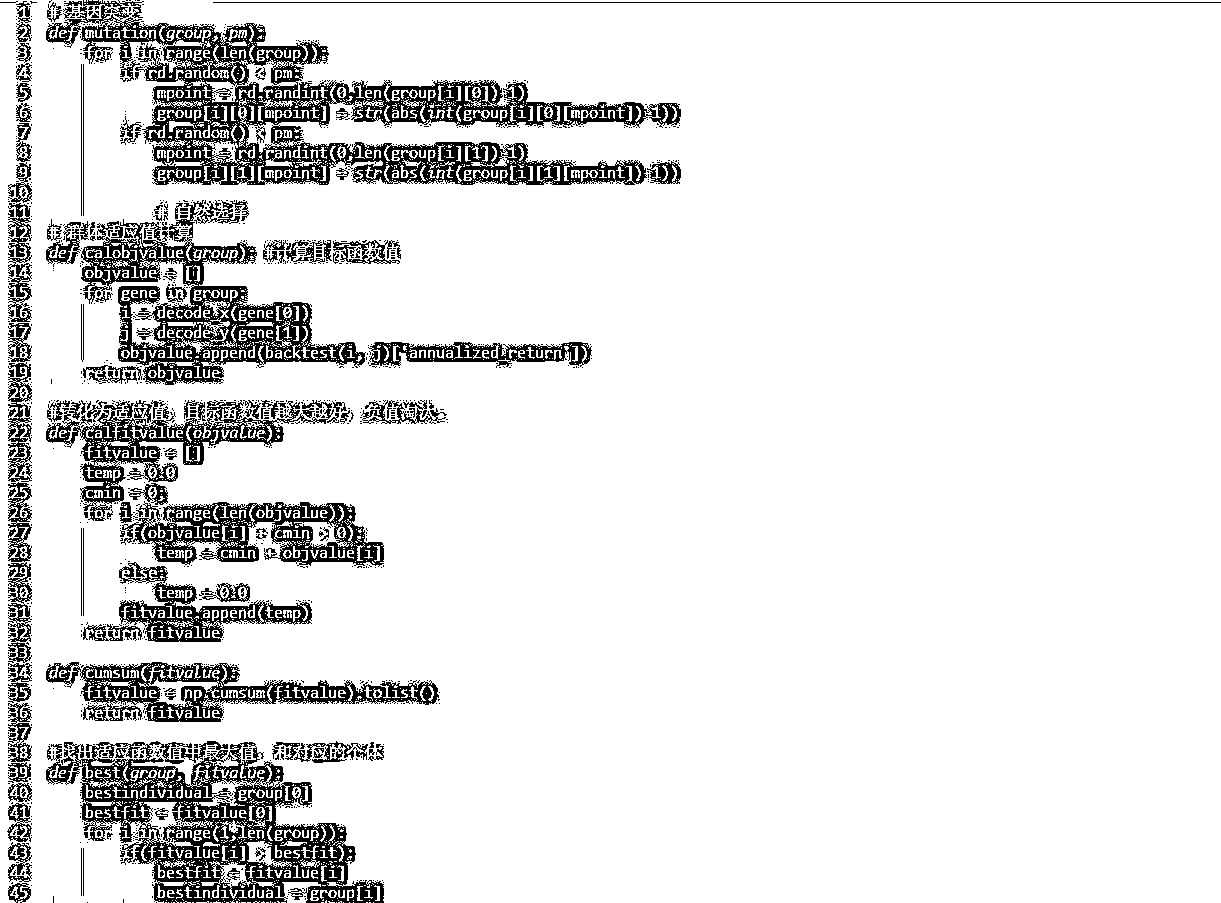 1 # 基因突变
2 def mutation(group, pm):
3 for i in range(len(group)):
4 if rd.random() < pm:
5 mpoint = rd.randint(0,len(group[i][0])-1)
6 group[i][0][mpoint] = str(abs(int(group[i][0][mpoint])-1))
7 if rd.random() < pm:
8 mpoint = rd.randint(0,len(group[i][1])-1)
9 group[i][1][mpoint] = str(abs(int(group[i][1][mpoint])-1))
10
11 # 自然选择
12 # 群体适应值计算
13 def calobjvalue(group): #计算目标函数值
14 objvalue = []
15 for gene in group:
16 i = decode_x(gene[0])
17 j = decode_y(gene[1])
18 objvalue.append(backtest(i, j)['annualized_return'])
19 return objvalue
20
21 #转化为适应值，目标函数值越大越好，负值淘汰。
22 def calfitvalue(objvalue):
23 fitvalue = []
24 temp = 0.0
25 cmin = 0;
26 for i in range(len(objvalue)):
27 if(objvalue[i] + cmin > 0):
28 temp = cmin + objvalue[i]
29 else:
30 temp = 0.0
31 fitvalue.append(temp)
32 return fitvalue
33
34 def cumsum(fitvalue):
35 fitvalue = np.cumsum(fitvalue).tolist()
36 return fitvalue
37
38 #找出适应函数值中最大值，和对应的个体
39 def best(group, fitvalue):
40 bestindividual = group[0]
41 bestfit = fitvalue[0]
42 for i in range(1,len(group)):
43 if(fitvalue[i] > bestfit):
44 bestfit = fitvalue[i]
45 bestindividual = group[i]